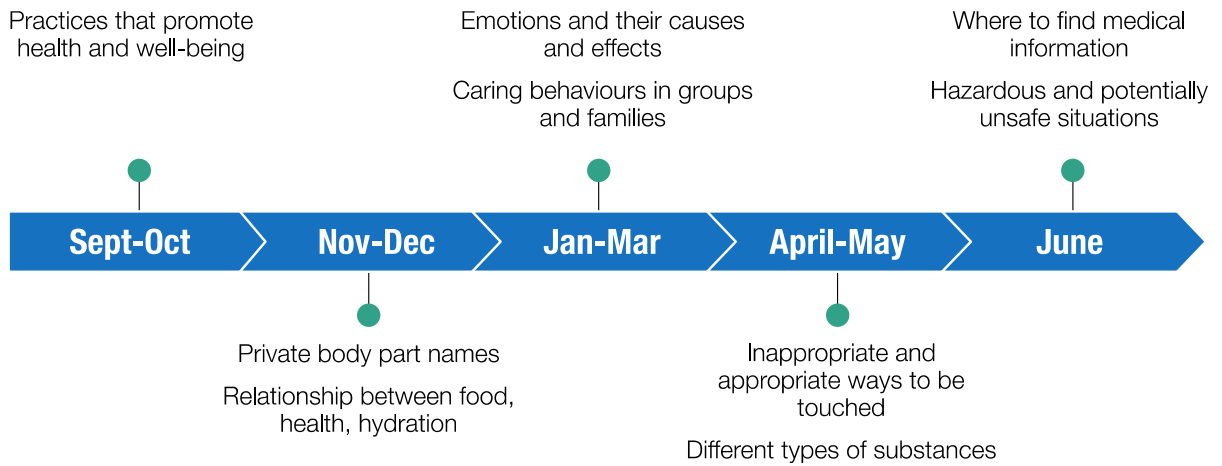 Practices that promote
health and well-being
Emotions and their causes
and effects
Caring behaviours in groups
and families
Where to find medical
information
Hazardous and potentially
unsafe situations
Sept-Oct
Nov-Dec
Jan-Mar
April-May
June
Private body part names
Relationship between food,
health, hydration
Inappropriate and
appropriate ways to be
touched
Different types of substances